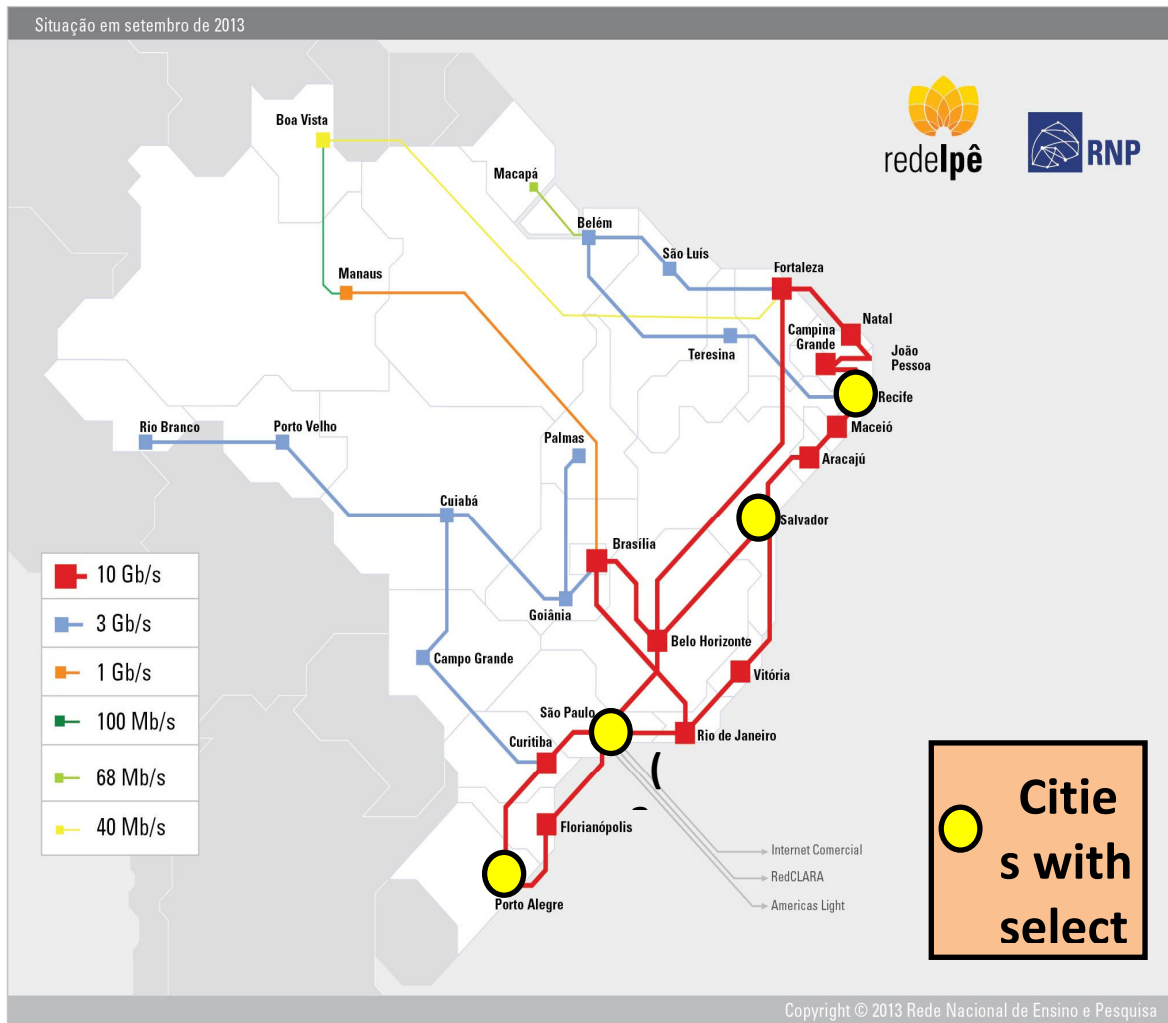 Situação em setembro de 2013
redeIpê
RNP
Boa Vista
Macapá
Belém
São Luís
Fortaleza
Manaus
Natal
Campina
Grande
João
Pessoa
Teresina
Recife
Rio Branco
Porto Velho
Palmas
Maceió
Aracajú
Cuiabá
Salvador
Brasília
Goiânia
Belo Horizonte
Campo Grande
Vitória
São Paulo
Rio de Janeiro
Curitiba
(
Florianópolis
Porto Alegre
10 Gb/s
3 Gb/s
1 Gb/s
100 Mb/s
68 Mb/s
40 Mb/s
Internet Comercial
RedCLARA
Americas Light
Citie
s with
select
Copyright © 2013 Rede Nacional de Ensino e Pesquisa